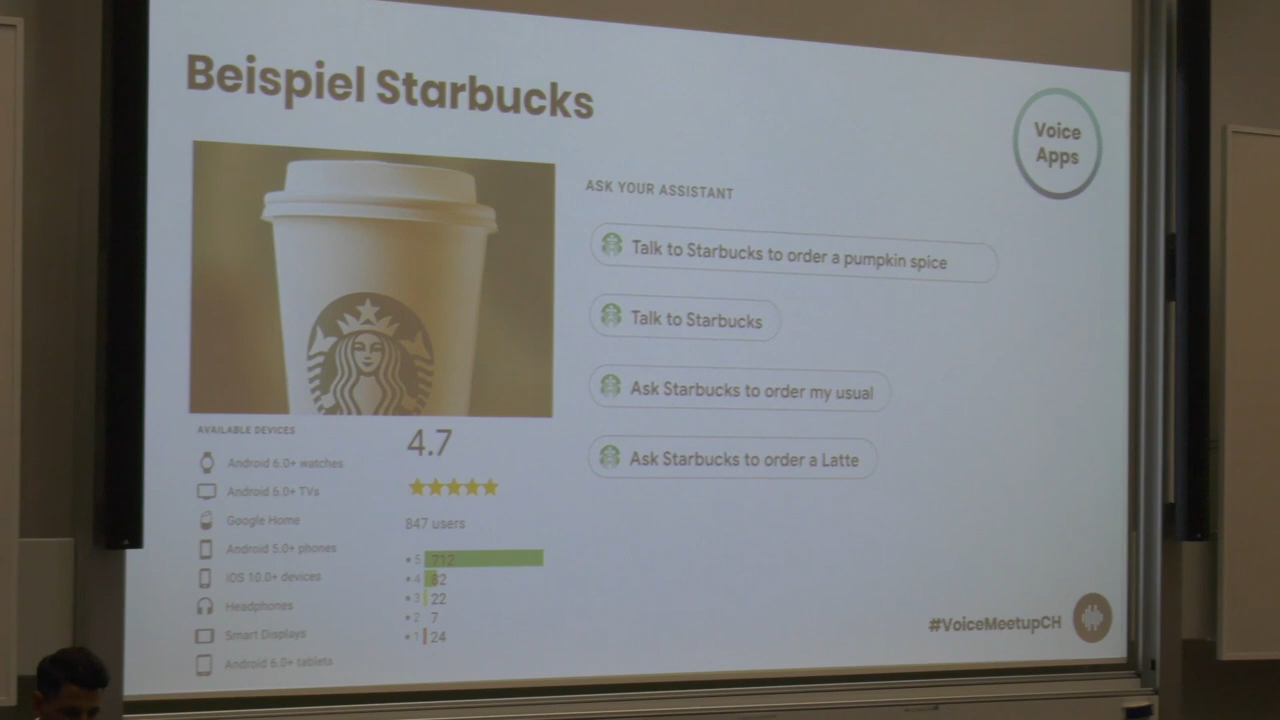 Beispiel Starbucks
Voice
Apps
ASK YOUR ASSISTANT
Talk to Starbucks to order a pumpkin spice
Talk to Starbucks
Ask Starbucks to order my usual
Ask Starbucks to order a Latte
AVAILABLE DEVICES
Android 6.0+ watches
Android 6.0+ TVs
Google Home
Android 5.0+ phones
iOS 10.0+ devices
Headphones
Smart Displays
Android 6.0+ tablets
4.7
847 users
5 712
4 82
3 22
2 7
1 24
#VoiceMeetupCH